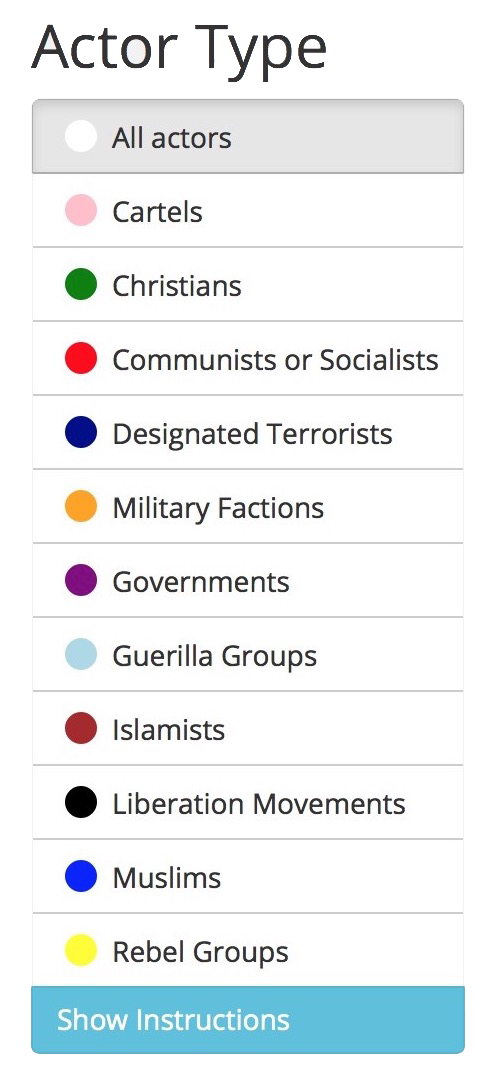 Actor Type
All actors
Cartels
Christians
Communists or Socialists
Designated Terrorists
Military Factions
Governments
Guerilla Groups
Islamists
Liberation Movements
Muslims
Rebel Groups
Show Instructions